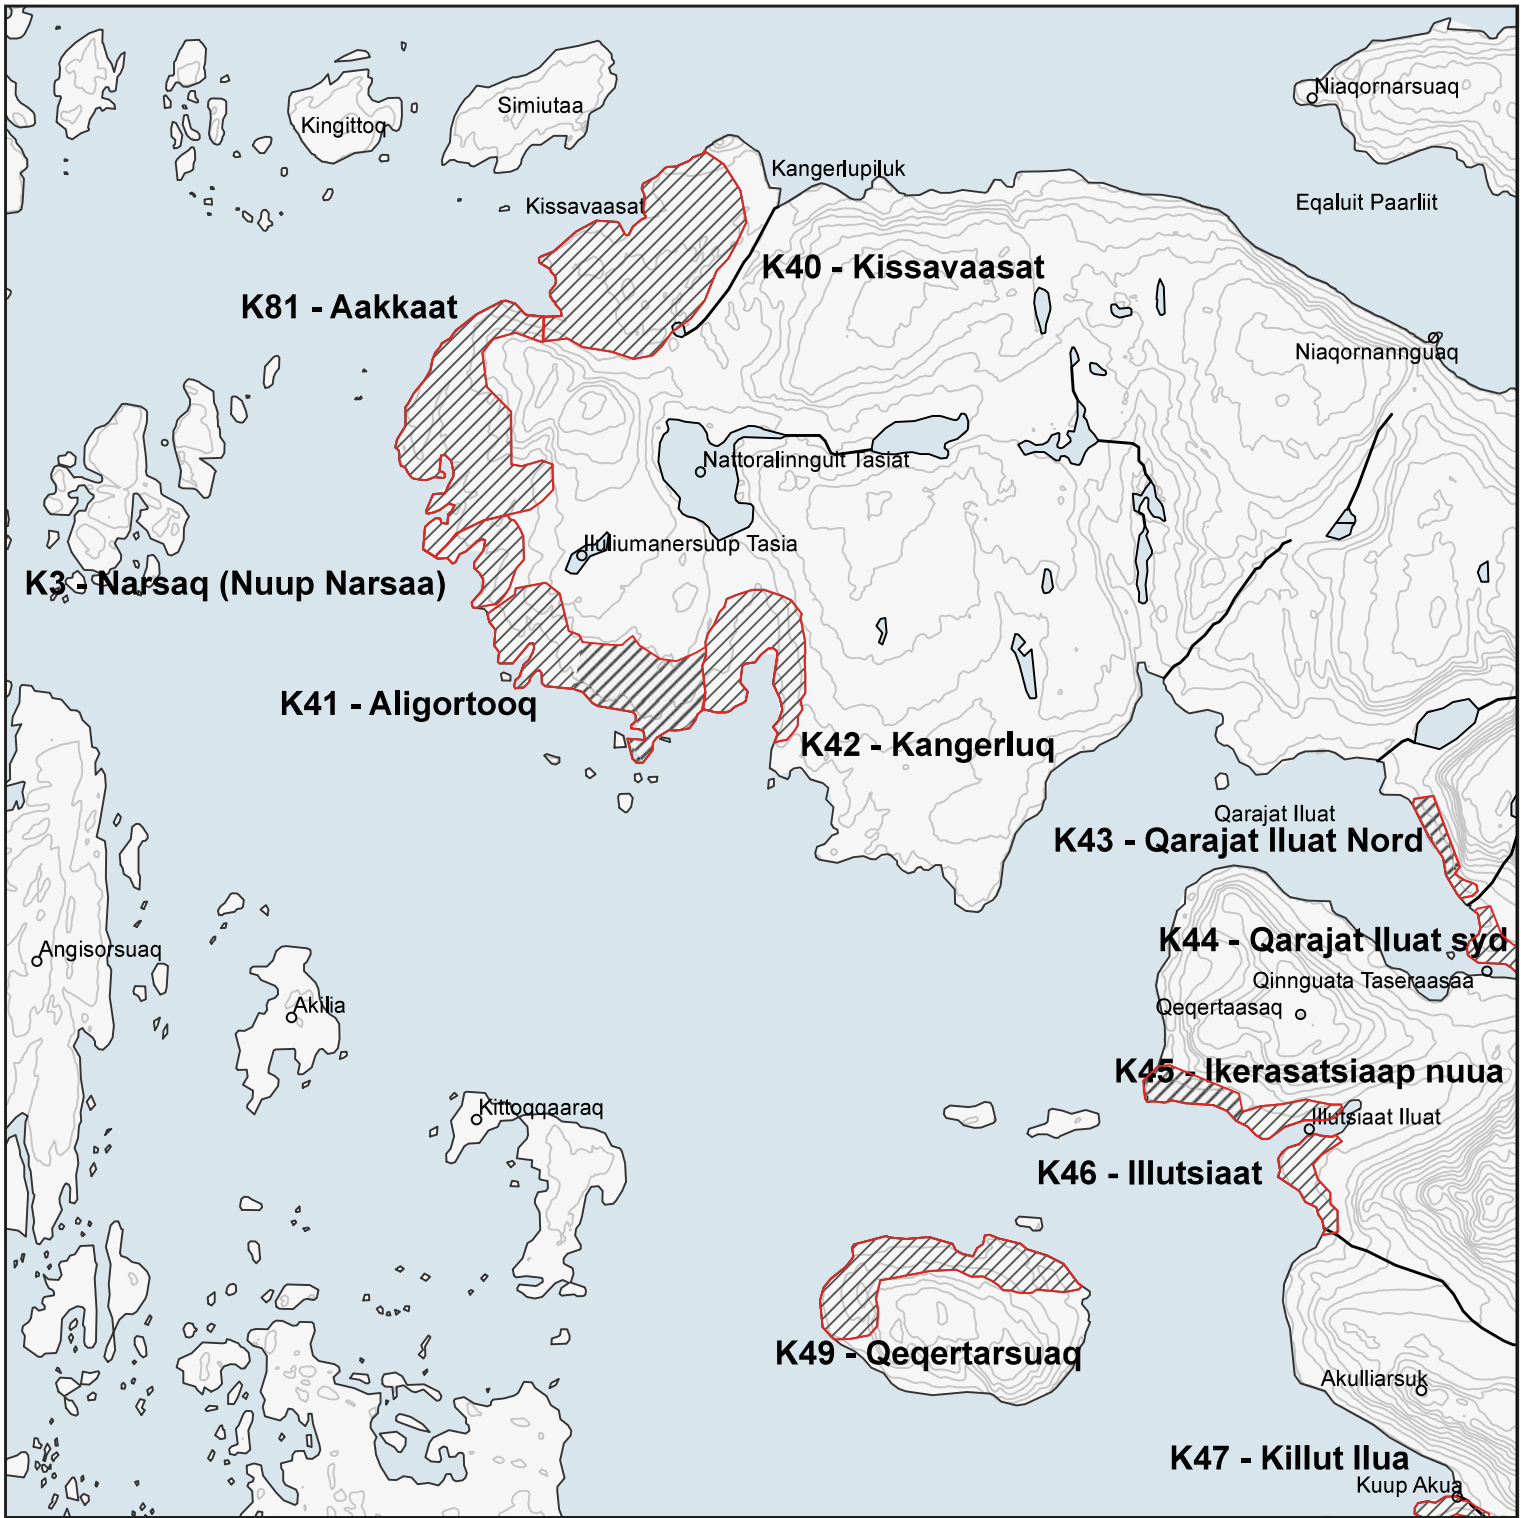 Niaqornarsuaq
Simiutaa
Kingittoq
Kangerlupiluk
Kissavaasat
Eqaluit Paarliit
K40 - Kissavaasat
K81 - Aakkaat
Niaqornannguaq
Nattoralinnguit Tasiat
Iluliumanersuup Tasia
K3 - Narsaq (Nuup Narsaa)
K41 - Aligortooq
K42 - Kangerluq
Qarajat Iluat
K43 - Qarajat Iluat Nord
K44 - Qarajat Iluat syd
Angisorsuaq
Qinnguata Taseraasaa
Akilia
Qeqertaasaq
K45 - Ikerasatsiaap nuua
Kittoqqaaraq
Illutsiaat Iluat
K46 - Illutsiaat
K49 - Qeqertarsuaq
Akulliarsuk
K47 - Killut Ilua
Kuup Akua